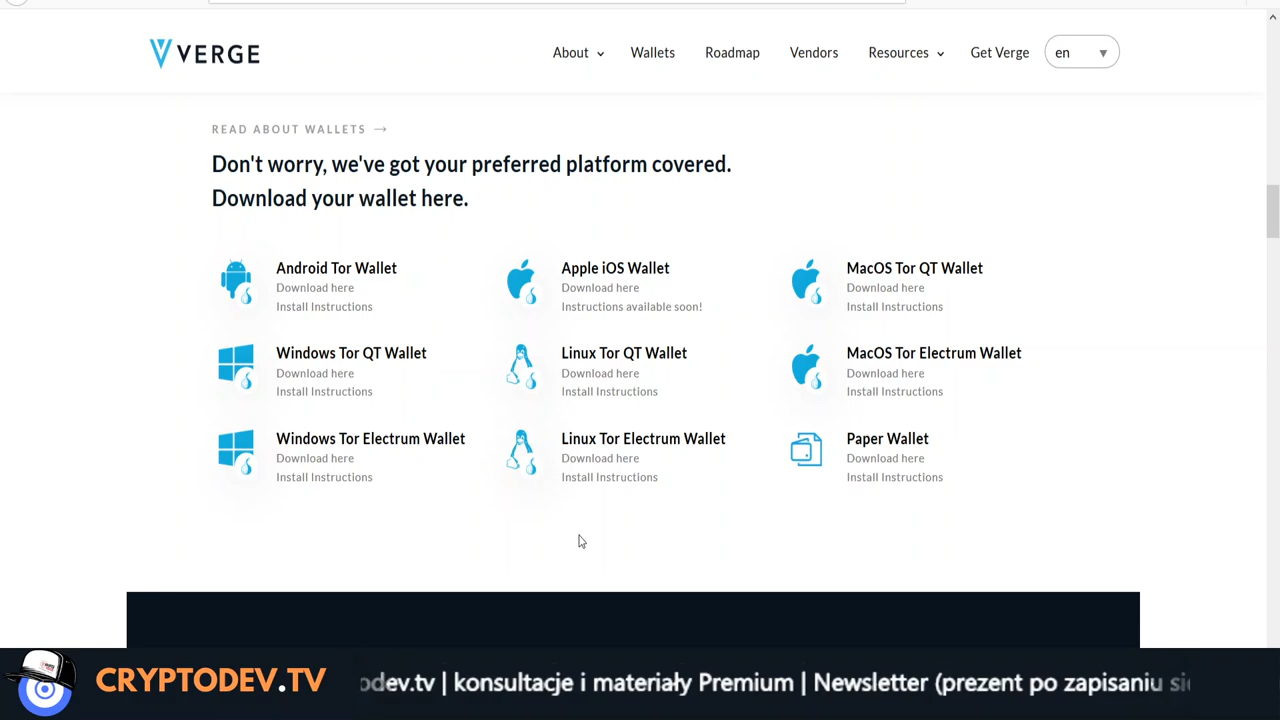 VERGE
About
Wallets
Roadmap
Vendors
Resources
Get Verge
en
READ ABOUT WALLETS →
Don't worry, we've got your preferred platform covered.
Download your wallet here.
Android Tor Wallet
Download here
Install Instructions
Apple iOS Wallet
Download here
Instructions available soon!
MacOS Tor QT Wallet
Download here
Install Instructions
Windows Tor QT Wallet
Download here
Install Instructions
Linux Tor QT Wallet
Download here
Install Instructions
MacOS Tor Electrum Wallet
Download here
Install Instructions
Windows Tor Electrum Wallet
Download here
Install Instructions
Linux Tor Electrum Wallet
Download here
Install Instructions
Paper Wallet
Download here
Install Instructions
CRYPTODEV.TV
odev.tv | konsultacje i materiały Premium | Newsletter (prezent po zapisaniu się